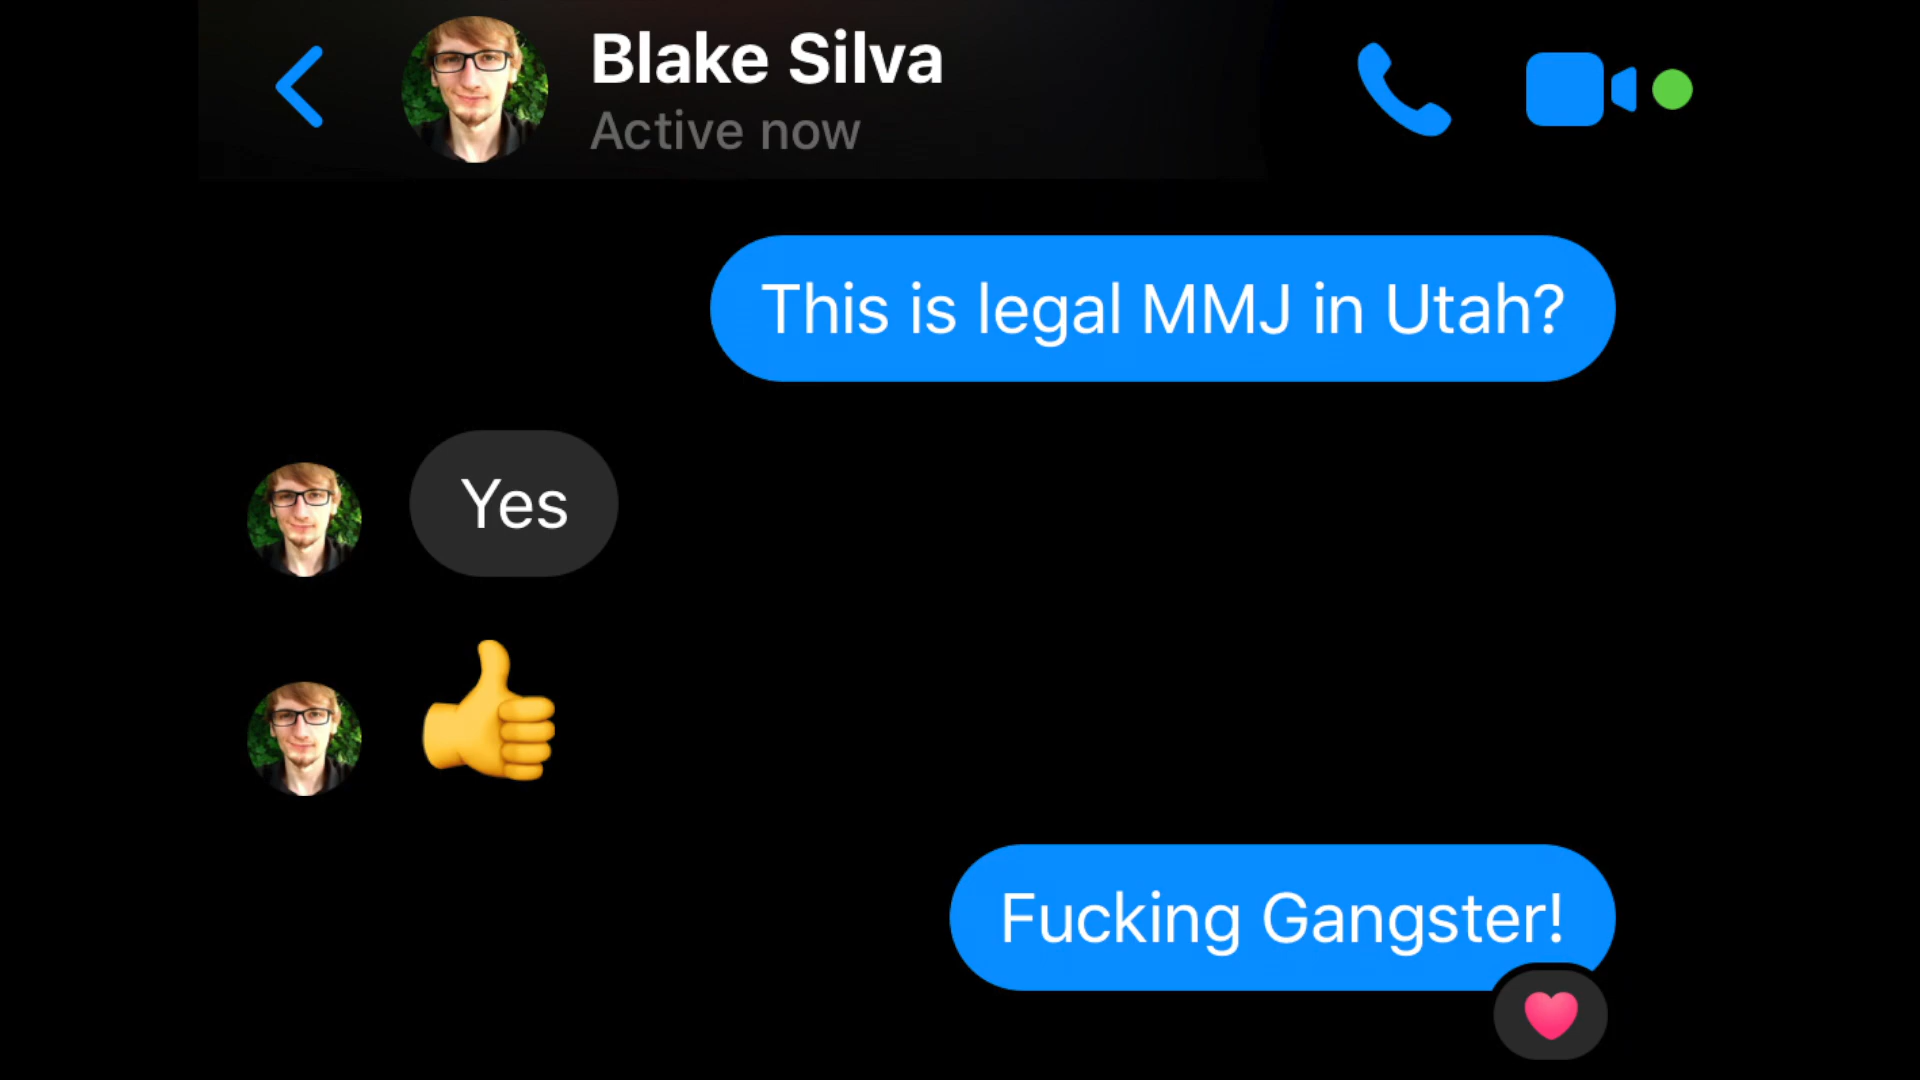 Blake Silva
Active now
This is legal MMJ in Utah?
Yes
Fucking Gangster!